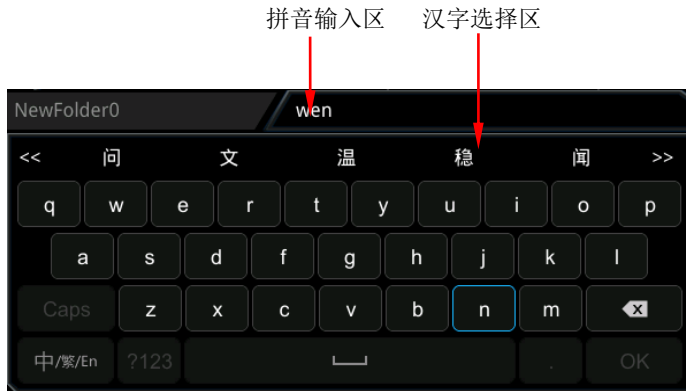 拼音输入区 汉字选择区
NewFolder0 wen
<< 问 文 温 稳 闻 >>
q w e r t y u i o p
a s d f g h j k l
Caps z x c v b n m x
中/繁/En ?123 . OK